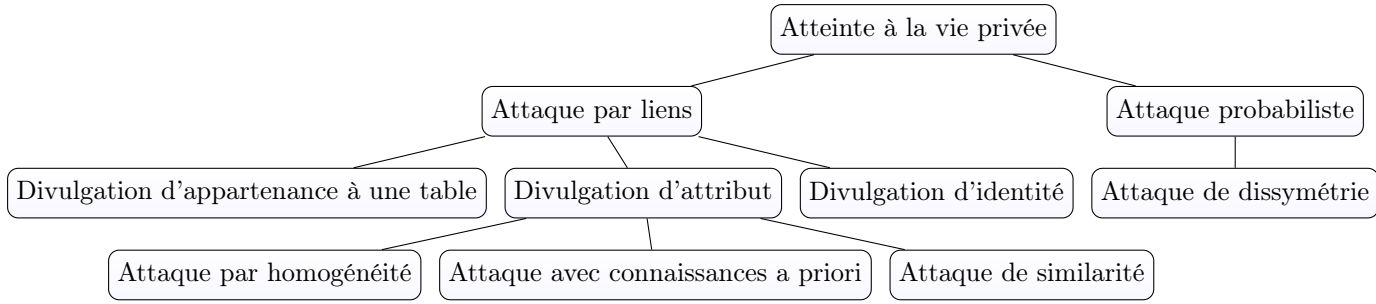 Atteinte à la vie privée
Attaque par liens
Attaque probabiliste
Divulgation d'appartenance à une table
Divulgation d'attribut
Divulgation d'identité
Attaque de dissymétrie
Attaque par homogénéité
Attaque avec connaissances a priori
Attaque de similarité